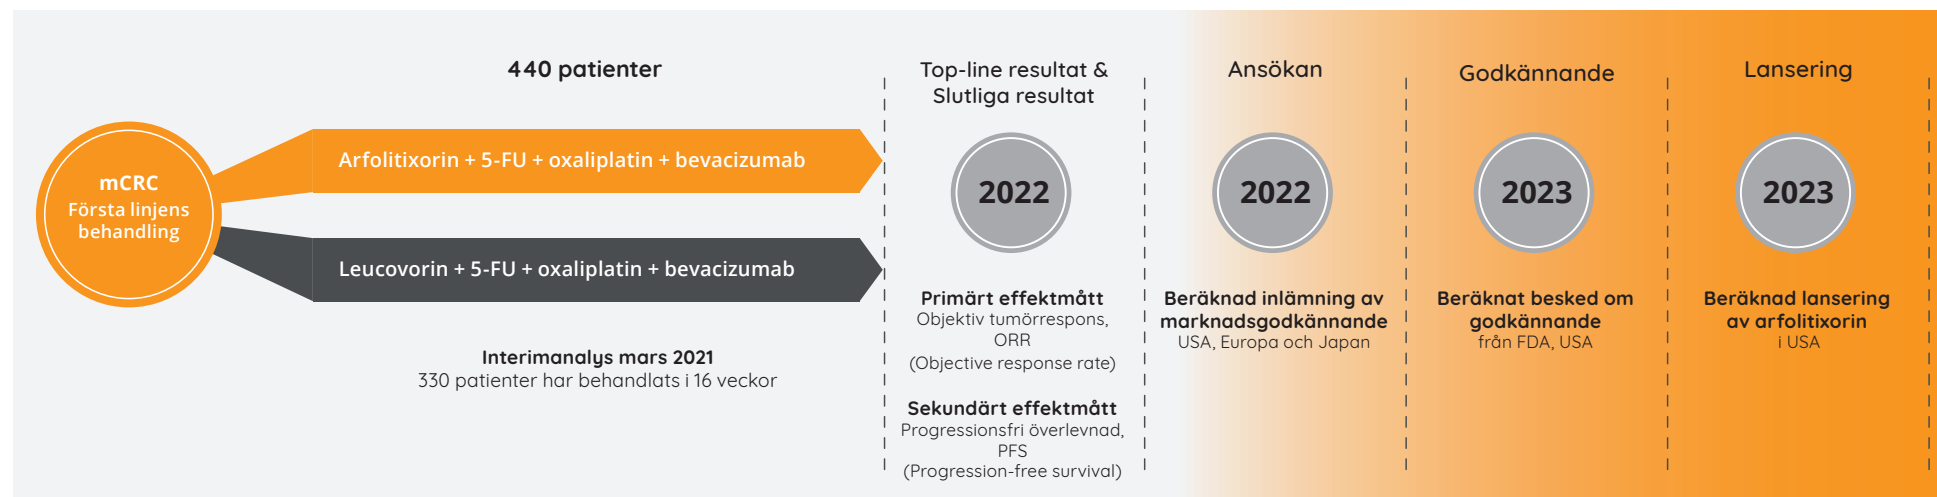 440 patienter
mCRC
Första linjens
behandling
Arfolitixorin + 5-FU + oxaliplatin + bevacizumab
Leucovorin + 5-FU + oxaliplatin + bevacizumab
Interimanalys mars 2021
330 patienter har behandlats i 16 veckor
Top-line resultat &
Slutliga resultat
2022
Primärt effektmått
Objektiv tumörrespons,
ORR
(Objective response rate)
Sekundärt effektmått
Progressionsfri överlevnad,
PFS
(Progression-free survival)
Ansökan
2022
Beräknad inlämning av
marknadsgodkännande
USA, Europa och Japan
Godkännande
2023
Beräknat besked om
godkännande
från FDA, USA
Lansering
2023
Beräknad lansering
av arfolitixorin
i USA